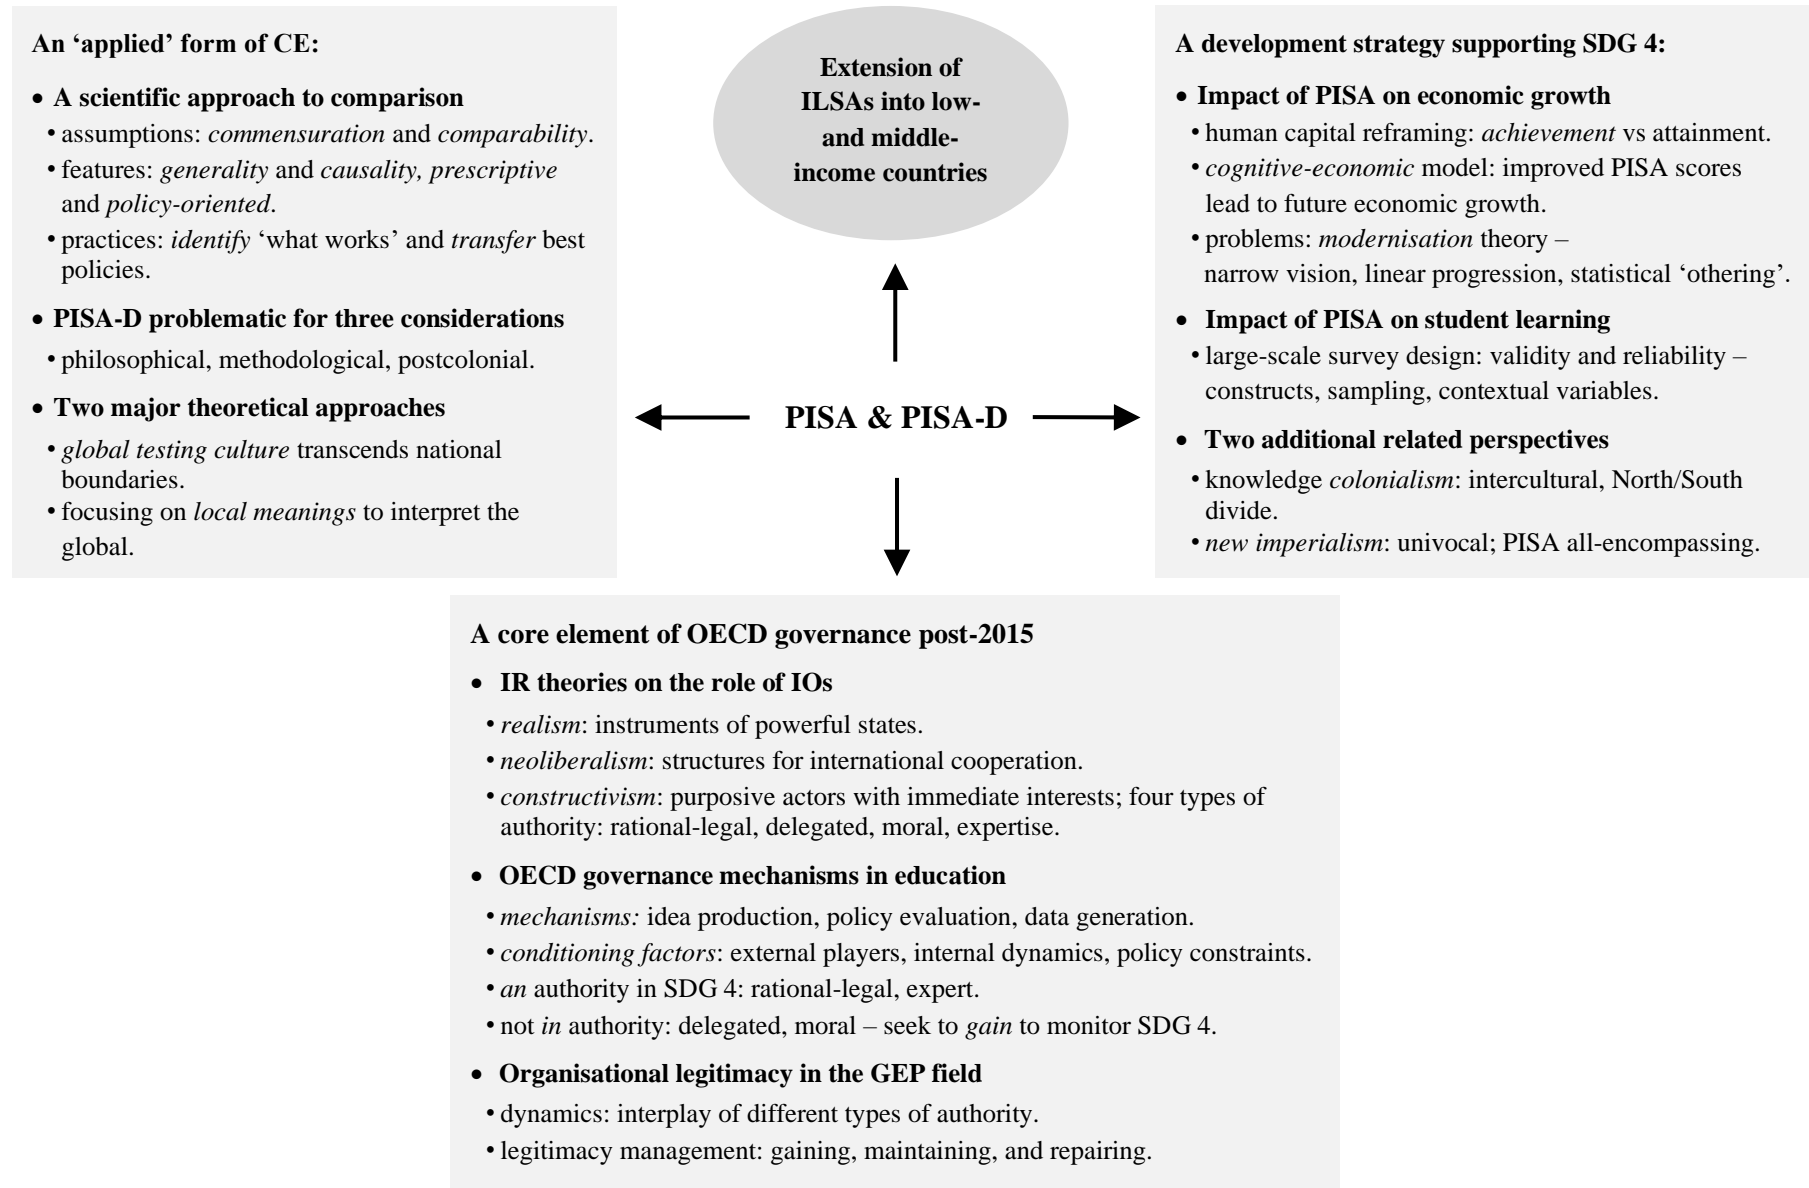 An ‘applied’ form of CE:
• A scientific approach to comparison
• assumptions: commensuration and comparability.
• features: generality and causality, prescriptive
and policy-oriented.
• practices: identify ‘what works’ and transfer best
policies.
• PISA-D problematic for three considerations
• philosophical, methodological, postcolonial.
• Two major theoretical approaches
• global testing culture transcends national
boundaries.
• focusing on local meanings to interpret the
global.
Extension of
ILSAs into low-
and middle-
income countries
PISA & PISA-D
A development strategy supporting SDG 4:
• Impact of PISA on economic growth
• human capital reframing: achievement vs attainment.
• cognitive-economic model: improved PISA scores
lead to future economic growth.
• problems: modernisation theory –
narrow vision, linear progression, statistical ‘othering’.
• Impact of PISA on student learning
• large-scale survey design: validity and reliability –
constructs, sampling, contextual variables.
• Two additional related perspectives
• knowledge colonialism: intercultural, North/South
divide.
• new imperialism: univocal; PISA all-encompassing.
A core element of OECD governance post-2015
• IR theories on the role of IOs
• realism: instruments of powerful states.
• neoliberalism: structures for international cooperation.
• constructivism: purposive actors with immediate interests; four types of
authority: rational-legal, delegated, moral, expertise.
• OECD governance mechanisms in education
• mechanisms: idea production, policy evaluation, data generation.
• conditioning factors: external players, internal dynamics, policy constraints.
• an authority in SDG 4: rational-legal, expert.
• not in authority: delegated, moral – seek to gain to monitor SDG 4.
• Organisational legitimacy in the GEP field
• dynamics: interplay of different types of authority.
• legitimacy management: gaining, maintaining, and repairing.